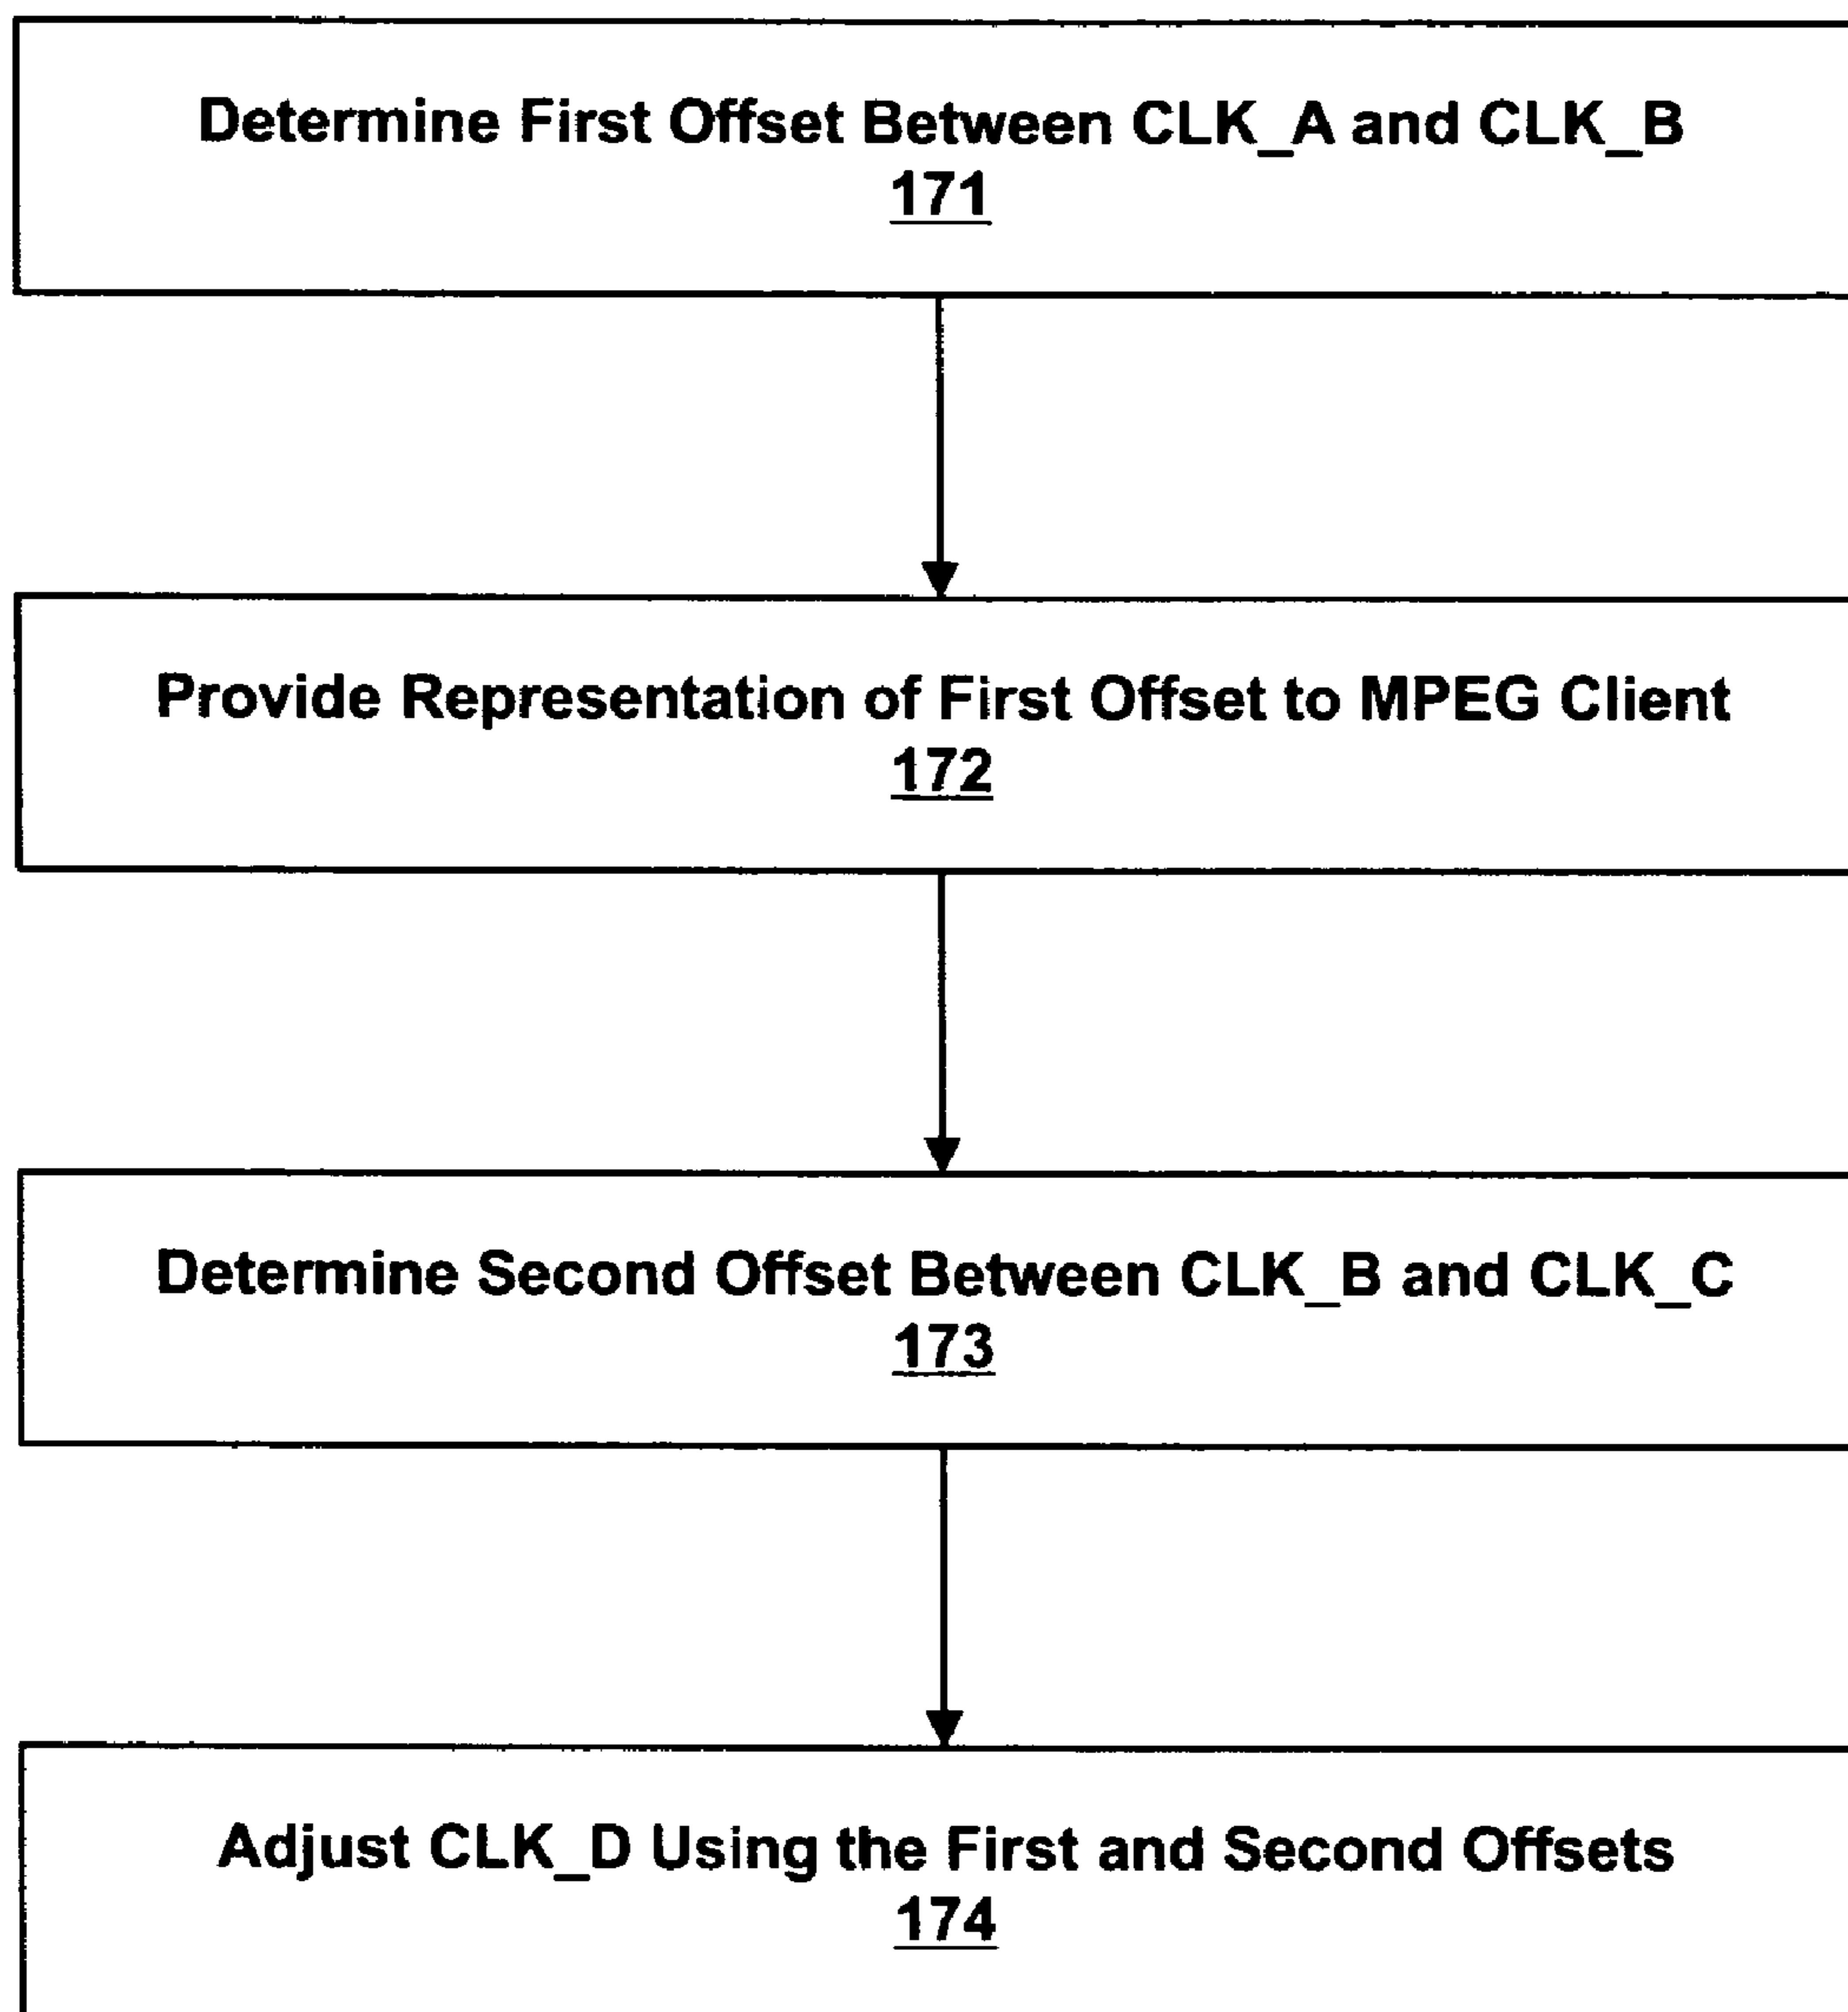 Determine First Offset Between CLK_A and CLK_B
171
Provide Representation of First Offset to MPEG Client
172
Determine Second Offset Between CLK_B and CLK_C
173
Adjust CLK_D Using the First and Second Offsets
174